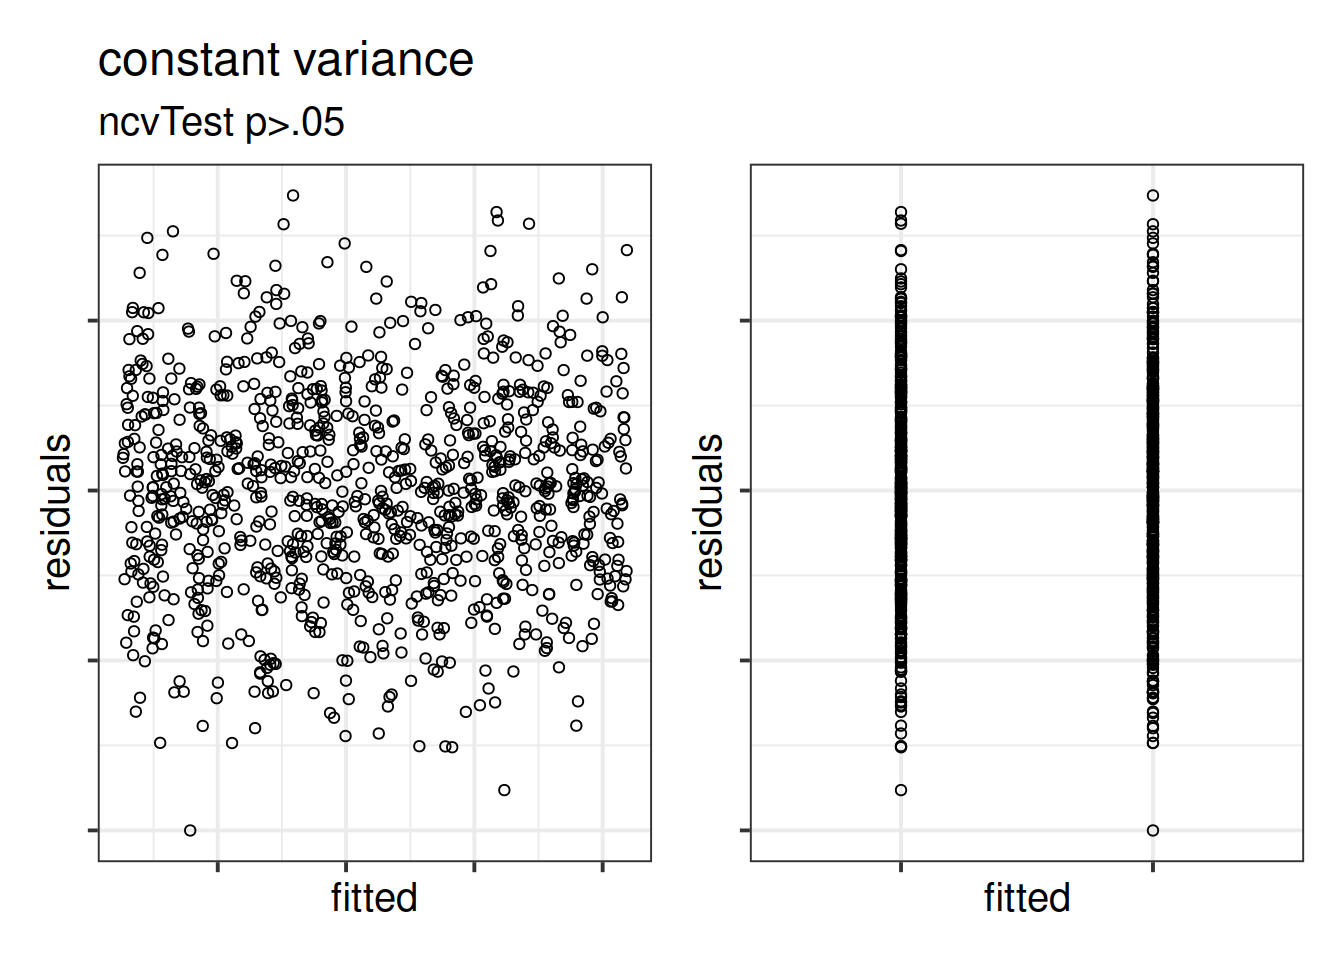 constant variance
ncvTest p>.05
residuals
fitted
residuals
fitted